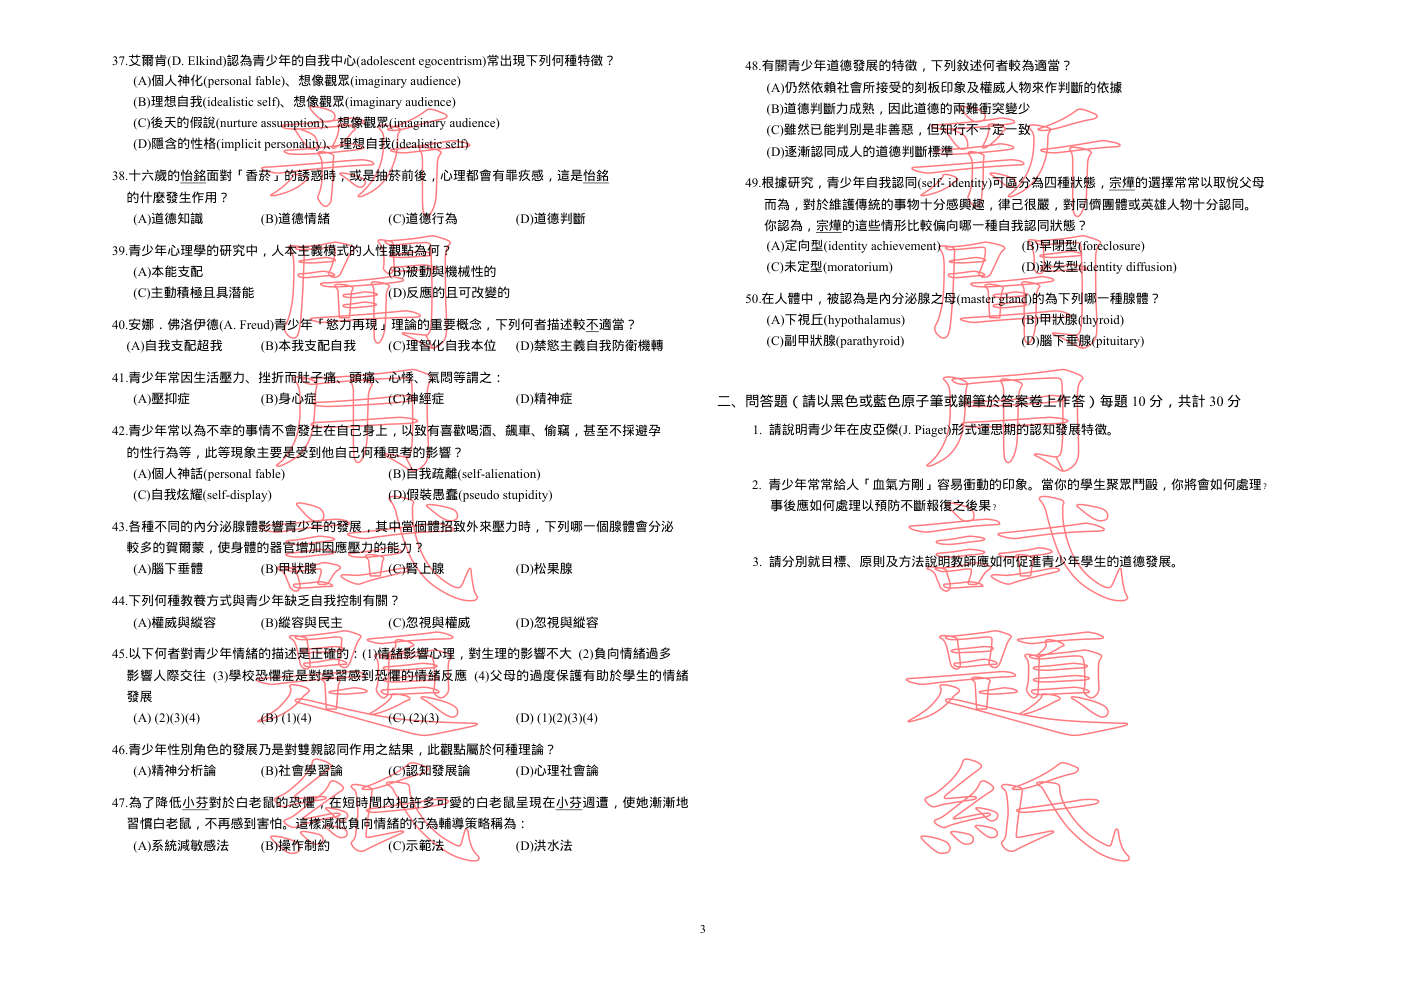 37.艾爾肯(D. Elkind)認為青少年的自我中心(adolescent egocentrism)常出現下列何種特徵？
(A)個人神化(personal fable)、想像觀眾(imaginary audience)
(B)理想自我(idealistic self)、想像觀眾(imaginary audience)
(C)後天的假說(nurture assumption)、想像觀眾(imaginary audience)
(D)隱含的性格(implicit personality)、理想自我(idealistic self)
38.十六歲的怡銘面對「香菸」的誘惑時，或是抽菸前後，心理都會有罪疚感，這是怡銘
的什麼發生作用？
(A)道德知識 (B)道德情緒 (C)道德行為 (D)道德判斷
39.青少年心理學的研究中，人本主義模式的人性觀點為何？
(A)本能支配 (B)被動與機械性的
(C)主動積極且具潛能 (D)反應的且可改變的
40.安娜．佛洛伊德(A. Freud)青少年「慾力再現」理論的重要概念，下列何者描述較不適當？
(A)自我支配超我 (B)本我支配自我 (C)理智化自我本位 (D)禁慾主義自我防衛機轉
41.青少年常因生活壓力、挫折而肚子痛、頭痛、心悸、氣悶等謂之：
(A)壓抑症 (B)身心症 (C)神經症 (D)精神症
42.青少年常以為不幸的事情不會發生在自己身上，以致有喜歡喝酒、飆車、偷竊，甚至不採避孕
的性行為等，此等現象主要是受到他自己何種思考的影響？
(A)個人神話(personal fable) (B)自我疏離(self-alienation)
(C)自我炫耀(self-display) (D)假裝愚蠢(pseudo stupidity)
43.各種不同的內分泌腺體影響青少年的發展，其中當個體招致外來壓力時，下列哪一個腺體會分泌
較多的賀爾蒙，使身體的器官增加因應壓力的能力？
(A)腦下垂體 (B)甲狀腺 (C)腎上腺 (D)松果腺
44.下列何種教養方式與青少年缺乏自我控制有關？
(A)權威與縱容 (B)縱容與民主 (C)忽視與權威 (D)忽視與縱容
45.以下何者對青少年情緒的描述是正確的：(1)情緒影響心理，對生理的影響不大 (2)負向情緒過多
影響人際交往 (3)學校恐懼症是對學習感到恐懼的情緒反應 (4)父母的過度保護有助於學生的情緒
發展
(A) (2)(3)(4) (B) (1)(4) (C) (2)(3) (D) (1)(2)(3)(4)
46.青少年性別角色的發展乃是對雙親認同作用之結果，此觀點屬於何種理論？
(A)精神分析論 (B)社會學習論 (C)認知發展論 (D)心理社會論
47.為了降低小芬對於白老鼠的恐懼，在短時間內把許多可愛的白老鼠呈現在小芬週遭，使她漸漸地
習慣白老鼠，不再感到害怕。這樣減低負向情緒的行為輔導策略稱為：
(A)系統減敏感法 (B)操作制約 (C)示範法 (D)洪水法
48.有關青少年道德發展的特徵，下列敘述何者較為適當？
(A)仍然依賴社會所接受的刻板印象及權威人物來作判斷的依據
(B)道德判斷力成熟，因此道德的兩難衝突變少
(C)雖然已能判別是非善惡，但知行不一定一致
(D)逐漸認同成人的道德判斷標準
49.根據研究，青少年自我認同(self- identity)可區分為四種狀態，宗燁的選擇常常以取悅父母
而為，對於維護傳統的事物十分感興趣，律己很嚴，對同儕團體或英雄人物十分認同。
你認為，宗燁的這些情形比較偏向哪一種自我認同狀態？
(A)定向型(identity achievement) (B)早閉型(foreclosure)
(C)未定型(moratorium) (D)迷失型(identity diffusion)
50.在人體中，被認為是內分泌腺之母(master gland)的為下列哪一種腺體？
(A)下視丘(hypothalamus) (B)甲狀腺(thyroid)
(C)副甲狀腺(parathyroid) (D)腦下垂腺(pituitary)
二、問答題（請以黑色或藍色原子筆或鋼筆於答案卷上作答）每題 10 分，共計 30 分
1. 請說明青少年在皮亞傑(J. Piaget)形式運思期的認知發展特徵。
2. 青少年常常給人「血氣方剛」容易衝動的印象。當你的學生聚眾鬥毆，你將會如何處理?
事後應如何處理以預防不斷報復之後果?
3. 請分別就目標、原則及方法說明教師應如何促進青少年學生的道德發展。
新聞用試題紙
新聞用試題紙
3